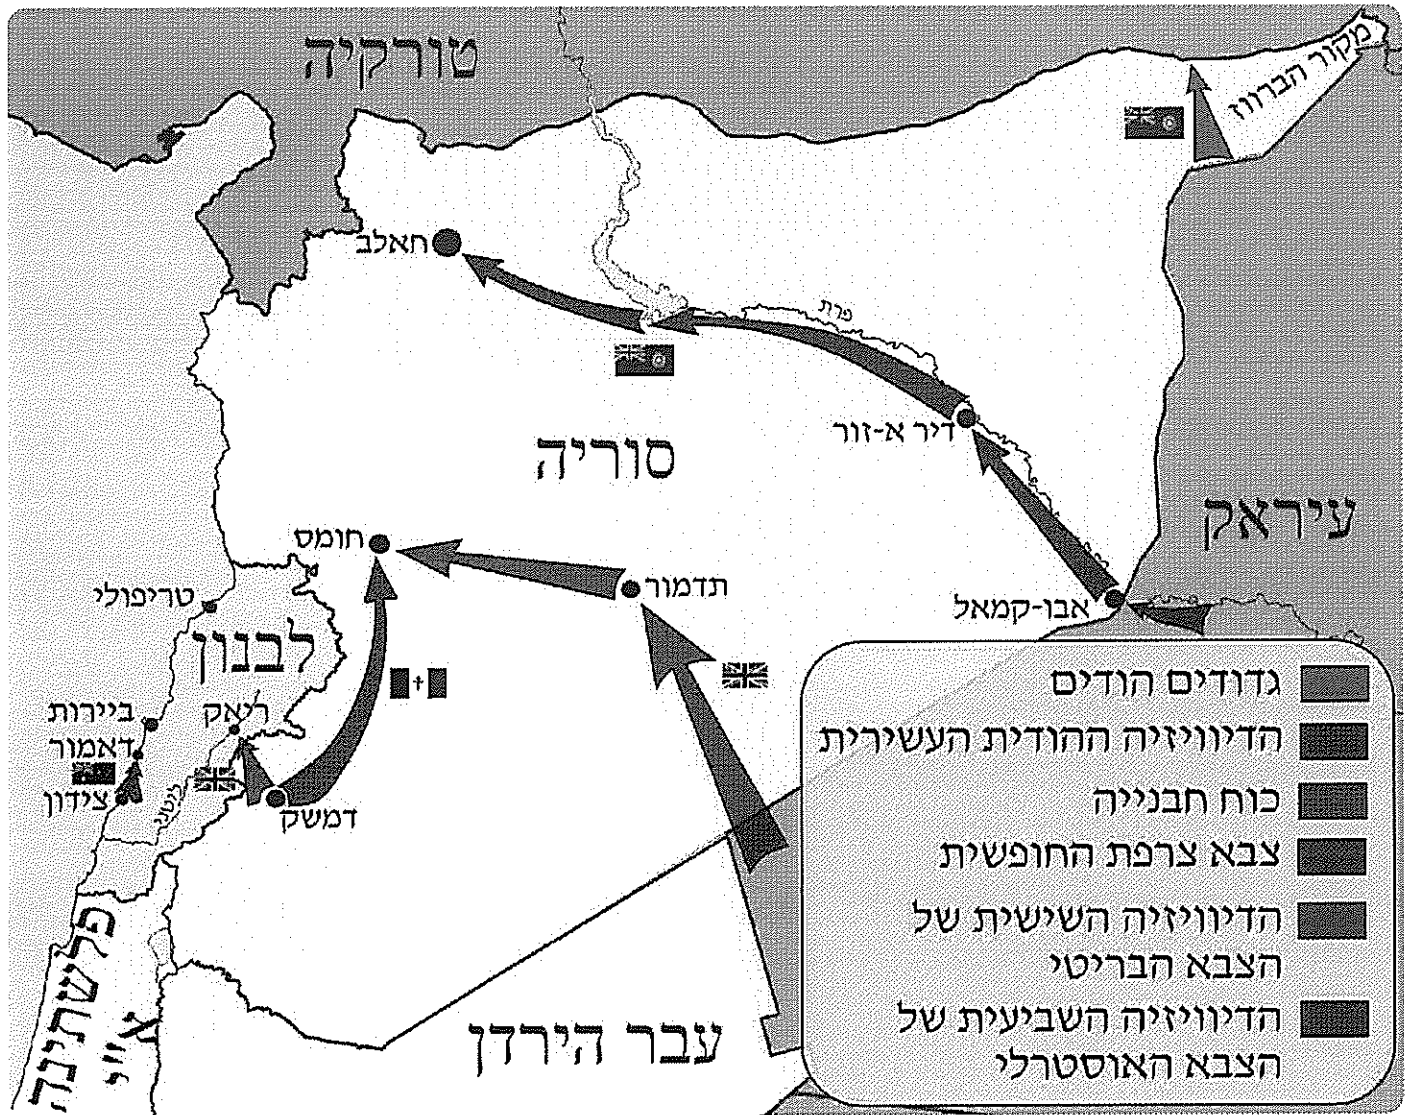 טורקיה
מקור הברווז
חאלב
פרת
דיר א-זור
סוריה
עיראק
חומס
תדמור
אבו-קמאל
טריפולי
לבנון
ביירות
ריאק
דאמור
צידון
ליטני
דמשק
פלשתינה
א"י
עבר הירדן
גדודים הודים
הדיוויזיה ההודית העשירית
כוח חבנייה
צבא צרפת החופשית
הדיוויזיה השישית של
הצבא הבריטי
הדיוויזיה השביעית של
הצבא האוסטרלי